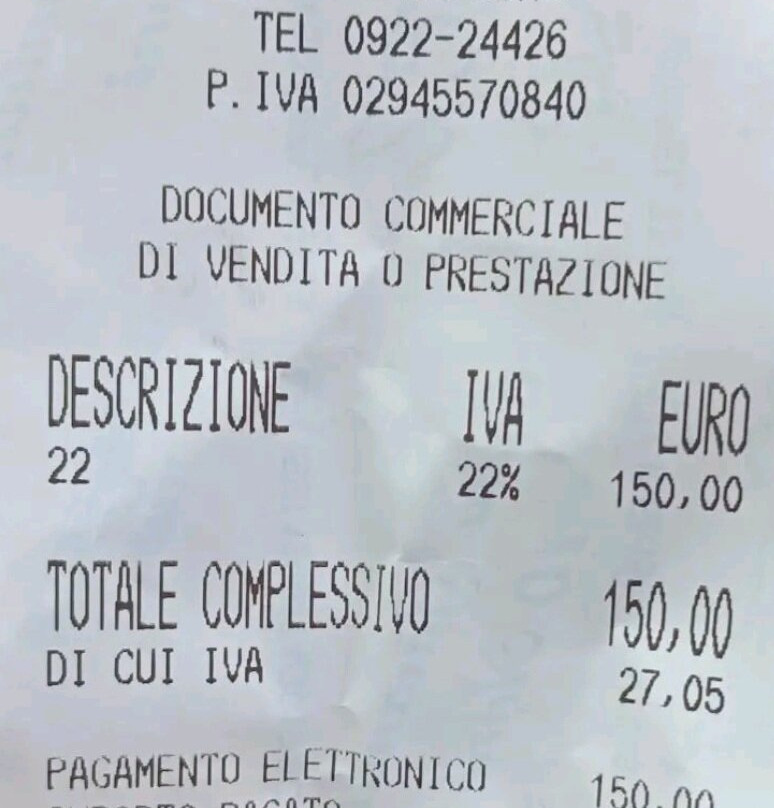 TEL 0922-24426
P.IVA 02945570840
DOCUMENTO COMMERCIALE
DI VENDITA O PRESTAZIONE
DESCRIZIONE IVA EURO
22 22% 150,00
TOTALE COMPLESSIVO 150,00
DI CUI IVA 27,05
PAGAMENTO ELETTRONICO 150,00